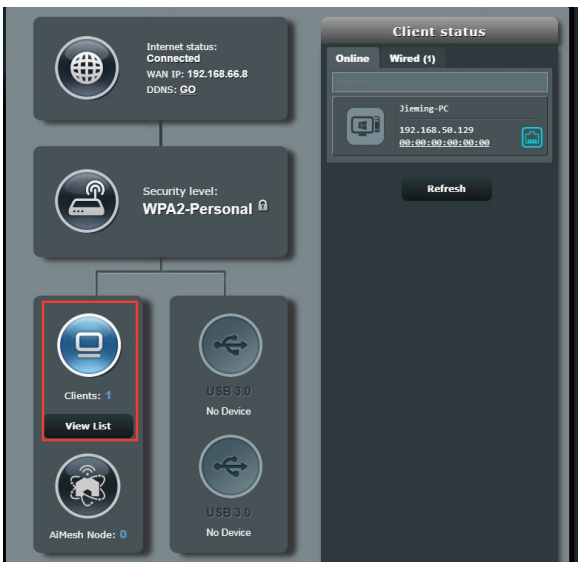 Internet status:
Connected
WAN IP: 192.168.66.8
DDNS: GO
Security level:
WPA2-Personal
Clients: 1
View List
AiMesh Node: 0
USB 3.0
No Device
USB 3.0
No Device
Client status
Online
Wired (1)
Search
Jieming-PC
192.168.50.129
00:00:00:00:00:00
Refresh